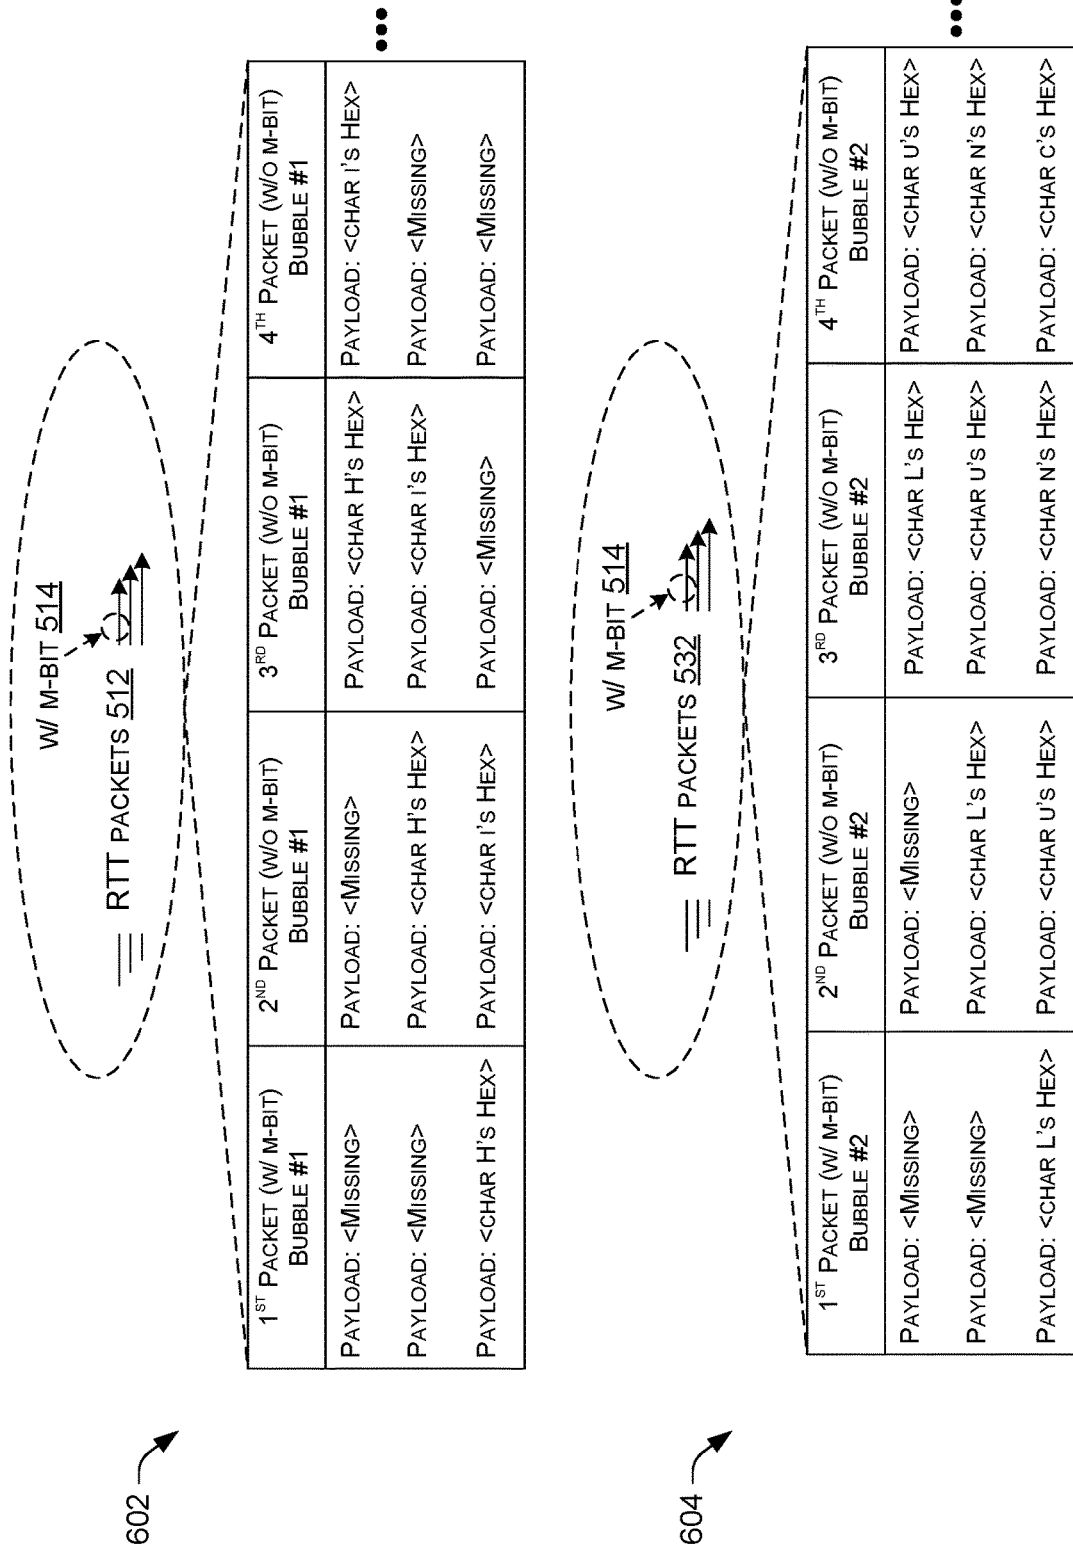 602
W/ M-BIT 514
RTT PACKETS 512
1ST PACKET (W/ M-BIT)
BUBBLE #1
PAYLOAD: <MISSING>
PAYLOAD: <MISSING>
PAYLOAD: <CHAR H'S HEX>
2ND PACKET (W/O M-BIT)
BUBBLE #1
PAYLOAD: <MISSING>
PAYLOAD: <CHAR H'S HEX>
PAYLOAD: <CHAR I'S HEX>
3RD PACKET (W/O M-BIT)
BUBBLE #1
PAYLOAD: <CHAR H'S HEX>
PAYLOAD: <CHAR I'S HEX>
PAYLOAD: <MISSING>
4TH PACKET (W/O M-BIT)
BUBBLE #1
PAYLOAD: <CHAR I'S HEX>
PAYLOAD: <MISSING>
PAYLOAD: <MISSING>
•••
604
W/ M-BIT 514
RTT PACKETS 532
1ST PACKET (W/ M-BIT)
BUBBLE #2
PAYLOAD: <MISSING>
PAYLOAD: <MISSING>
PAYLOAD: <CHAR L'S HEX>
2ND PACKET (W/O M-BIT)
BUBBLE #2
PAYLOAD: <MISSING>
PAYLOAD: <CHAR L'S HEX>
PAYLOAD: <CHAR U'S HEX>
3RD PACKET (W/O M-BIT)
BUBBLE #2
PAYLOAD: <CHAR L'S HEX>
PAYLOAD: <CHAR U'S HEX>
PAYLOAD: <CHAR N'S HEX>
4TH PACKET (W/O M-BIT)
BUBBLE #2
PAYLOAD: <CHAR U'S HEX>
PAYLOAD: <CHAR N'S HEX>
PAYLOAD: <CHAR C'S HEX>
•••